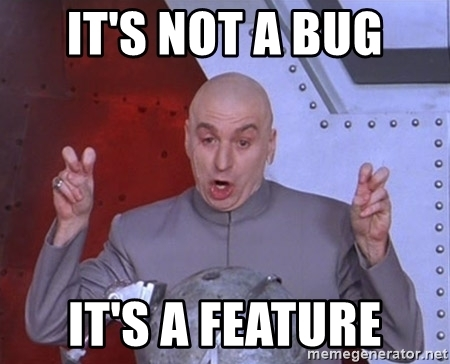 IT'S NOT A BUG
IT'S A FEATURE
memegenerator.net